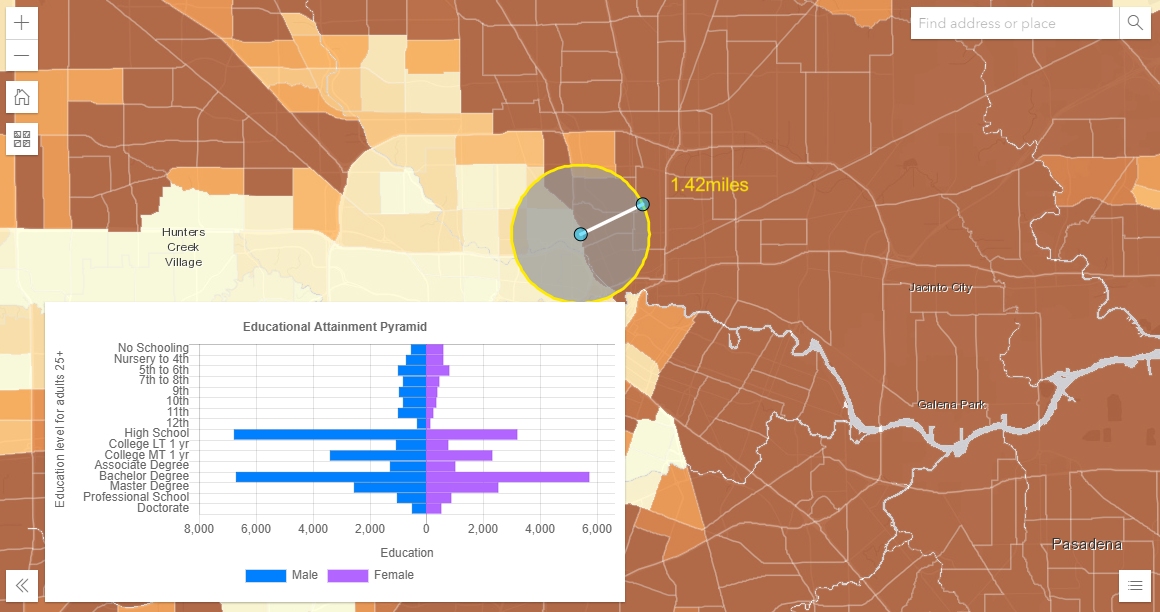 Find address or place
1.42miles
Hunters
Creek
Village
Jacinto City
Galena Park
Pasadena
Educational Attainment Pyramid
Education level for adults 25+
No Schooling
Nursery to 4th
5th to 6th
7th to 8th
9th
10th
11th
12th
High School
College LT 1 yr
College MT 1 yr
Associate Degree
Bachelor Degree
Master Degree
Professional School
Doctorate
8,000 6,000 4,000 2,000 0 2,000 4,000 6,000
Education
Male Female